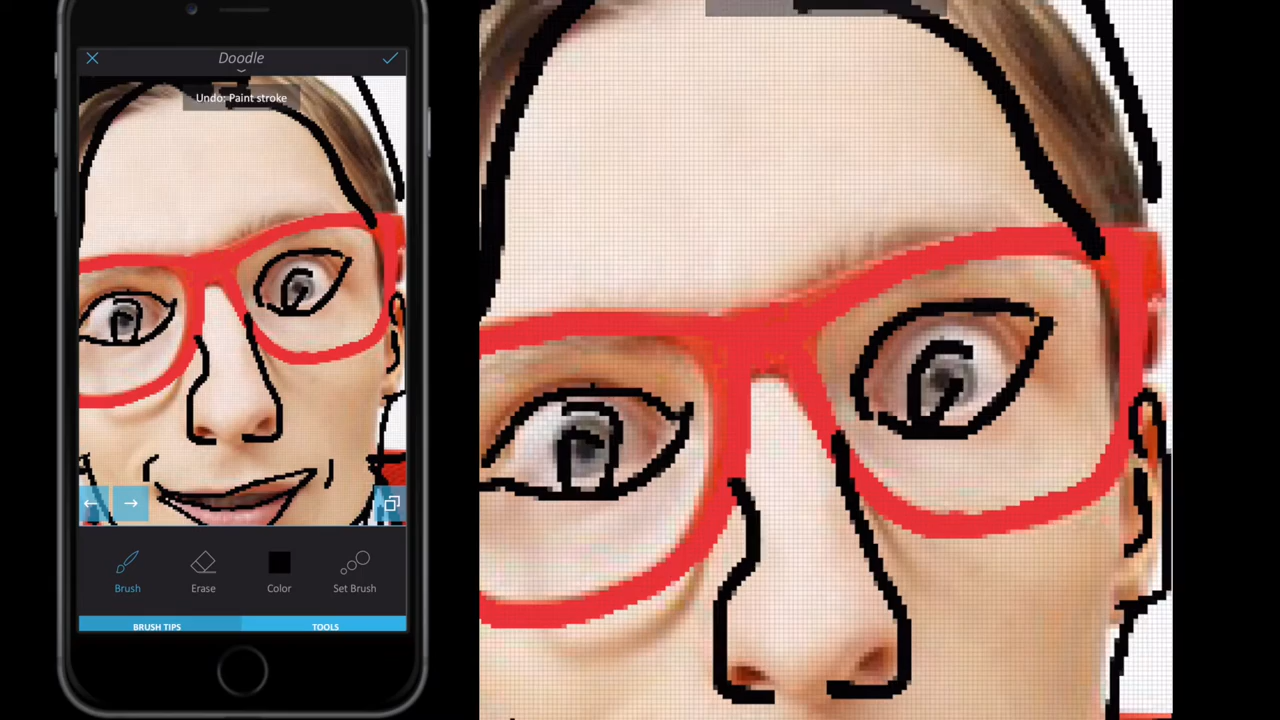 Doodle
Undo: Paint stroke
Brush
Erase
Color
Set Brush
BRUSH TIPS
TOOLS